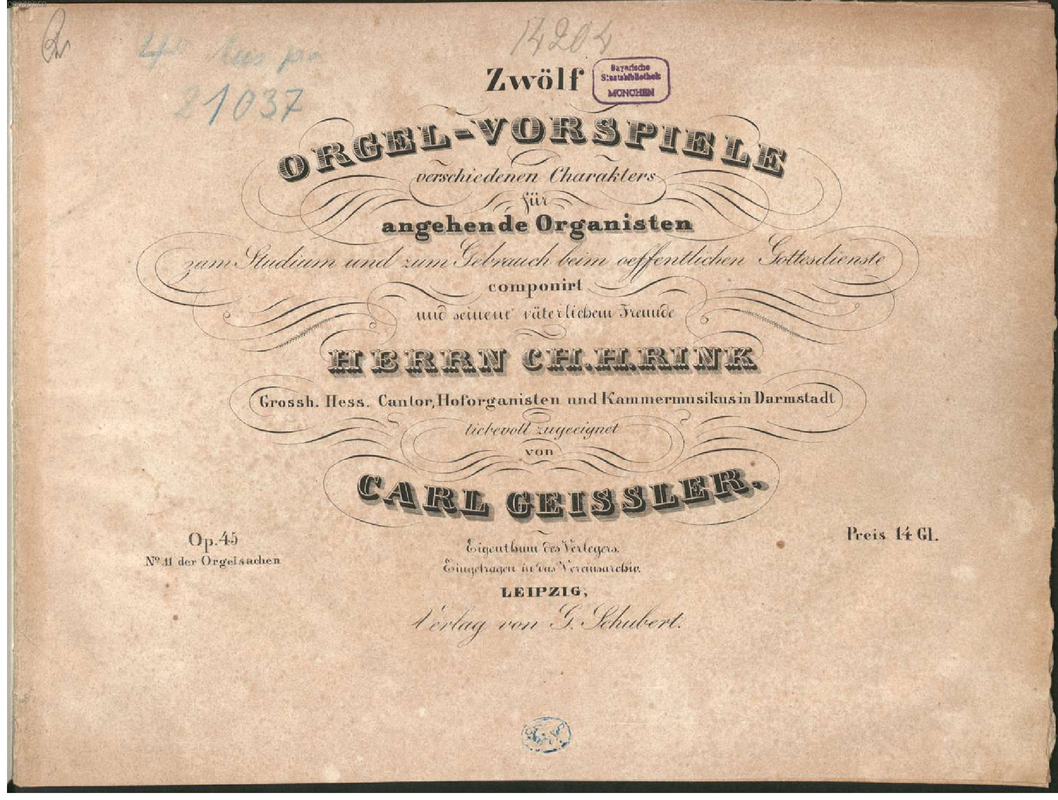 14204
4° Mus. pr.
21037
Zwölf
Bayerische
Staatsbibliothek
MÜNCHEN
ORGEL-VORSPIELE
verschiedenen Charakters
für
angehende Organisten
zum Studium und zum Gebrauch beim oeffentlichen Gottesdienste
componirt
und seinem väterlichem Freunde
HERRN CH.H.RINK
Grossh. Hess. Cantor, Hoforganisten und Kammermusikus in Darmstadt
liebevoll zugeeignet
von
CARL GEISSLER.
Op.45
No. 11 der Orgelsachen
Preis 14 Gl.
Eigenthum des Verlegers.
Eingetragen in das Vereinsarchiv.
LEIPZIG,
Verlag von G. Schubert.